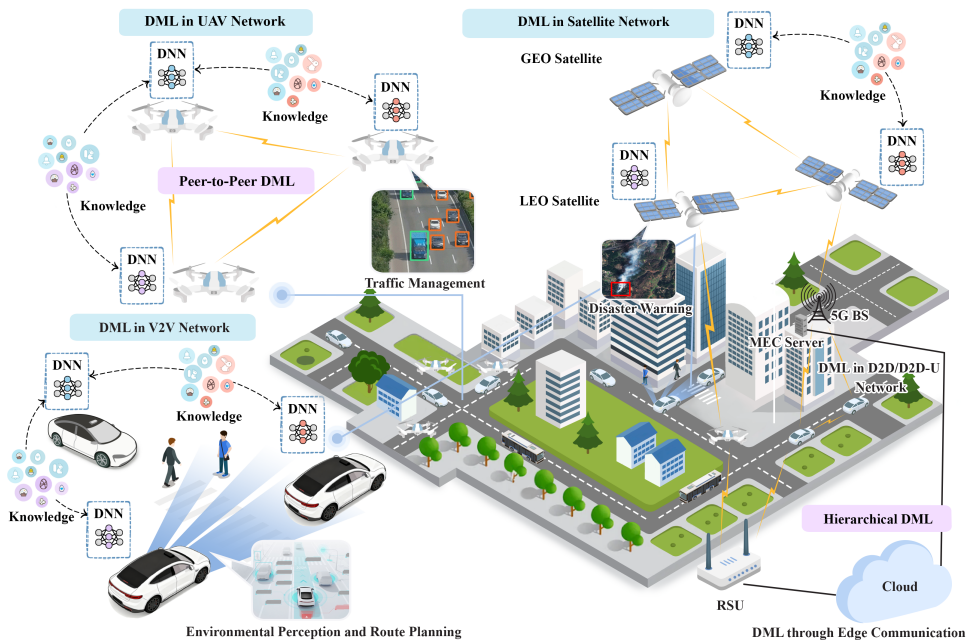 DML in UAV Network
DNN
Knowledge
DNN
Peer-to-Peer DML
Knowledge
DNN
Traffic Management
DML in Satellite Network
GEO Satellite
DNN
Knowledge
DNN
DNN
LEO Satellite
Disaster Warning
5G BS
MEC Server
DML in D2D/D2D-U
Network
DML in V2V Network
DNN
Knowledge
DNN
Knowledge
DNN
Environmental Perception and Route Planning
Hierarchical DML
Cloud
RSU
DML through Edge Communication